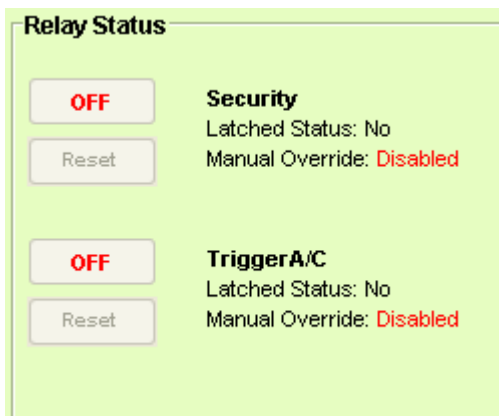 Relay Status
OFF
Security
Latched Status: No
Reset
Manual Override: Disabled
OFF
TriggerA/C
Latched Status: No
Reset
Manual Override: Disabled